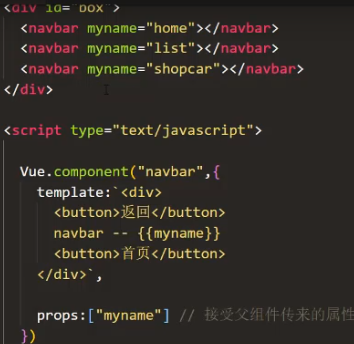 <div id="box">
<navbar myname="home"></navbar>
<navbar myname="list"></navbar>
<navbar myname="shopcar"></navbar>
</div>
<script type="text/javascript">
Vue.component("navbar",{
template:`<div>
<button>返回</button>
navbar -- {{myname}}
<button>首页</button>
</div>`,
props:["myname"] // 接受父组件传来的属性
})